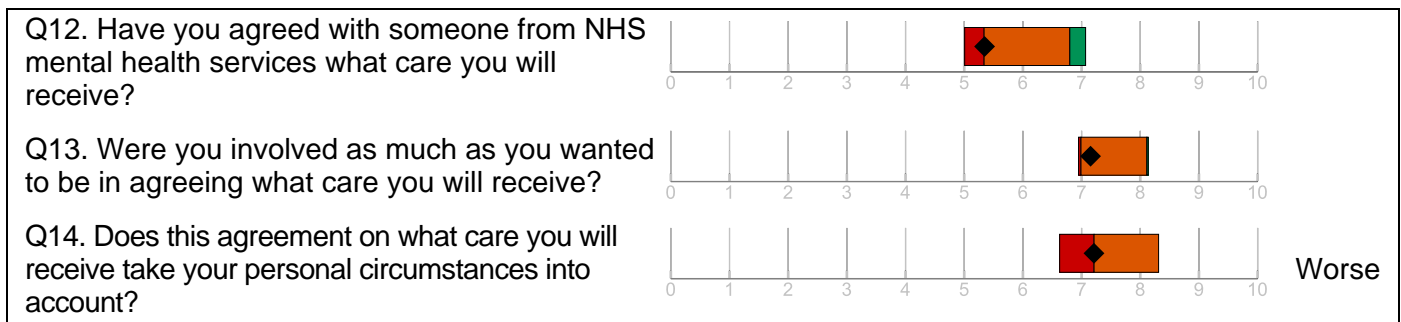 Q12. Have you agreed with someone from NHS
mental health services what care you will
receive?
0 1 2 3 4 5 6 7 8 9 10
Q13. Were you involved as much as you wanted
to be in agreeing what care you will receive?
0 1 2 3 4 5 6 7 8 9 10
Q14. Does this agreement on what care you will
receive take your personal circumstances into
account?
0 1 2 3 4 5 6 7 8 9 10
Worse